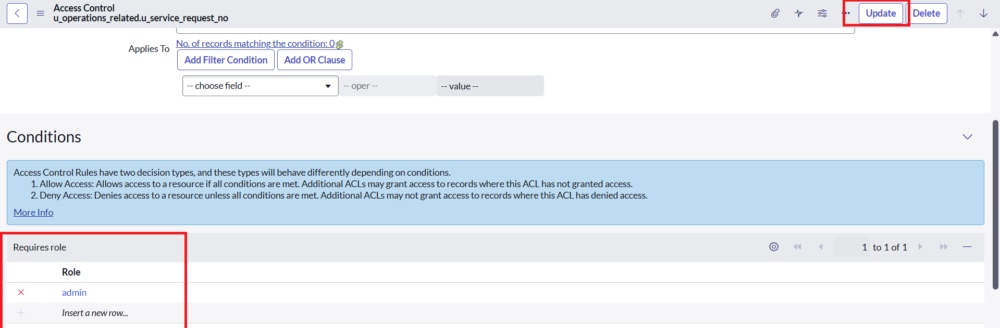 Access Control
u_operations_related.u_service_request_no
Update
Delete
No. of records matching the condition: 0
Applies To
Add Filter Condition
Add OR Clause
-- choose field --
-- oper --
-- value --
Conditions
Access Control Rules have two decision types, and these types will behave differently depending on conditions.
1. Allow Access: Allows access to a resource if all conditions are met. Additional ACLs may grant access to records where this ACL has not granted access.
2. Deny Access: Denies access to a resource unless all conditions are met. Additional ACLs may not grant access to records where this ACL has denied access.
More Info
Requires role
1 to 1 of 1
Role
admin
Insert a new row...